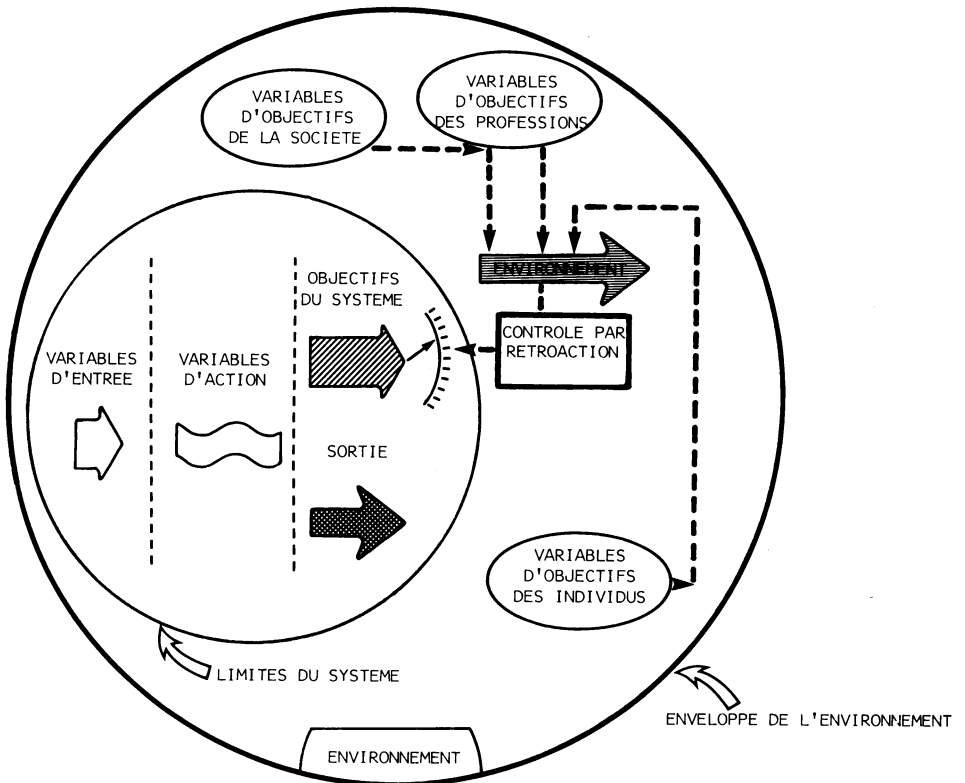 VARIABLES
D'OBJECTIFS
DE LA SOCIETE
VARIABLES
D'OBJECTIFS
DES PROFESSIONS
ENVIRONNEMENT
OBJECTIFS
DU SYSTEME
CONTROLE PAR
RETROACTION
VARIABLES
D'ENTREE
VARIABLES
D'ACTION
SORTIE
VARIABLES
D'OBJECTIFS
DES INDIVIDUS
LIMITES DU SYSTEME
ENVELOPPE DE L'ENVIRONNEMENT
ENVIRONNEMENT